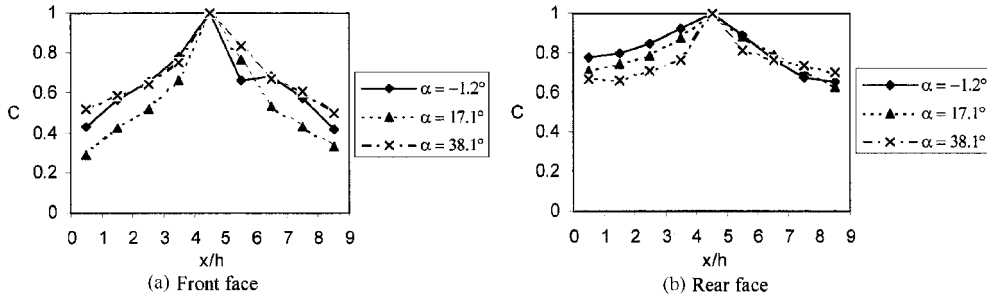 1
0.8
0.6
C
0.4
0.2
0
0 1 2 3 4 5 6 7 8 9
x/h
α = −1.2°
α = 17.1°
α = 38.1°
(a) Front face
1
0.8
0.6
C
0.4
0.2
0
0 1 2 3 4 5 6 7 8 9
x/h
α = −1.2°
α = 17.1°
α = 38.1°
(b) Rear face